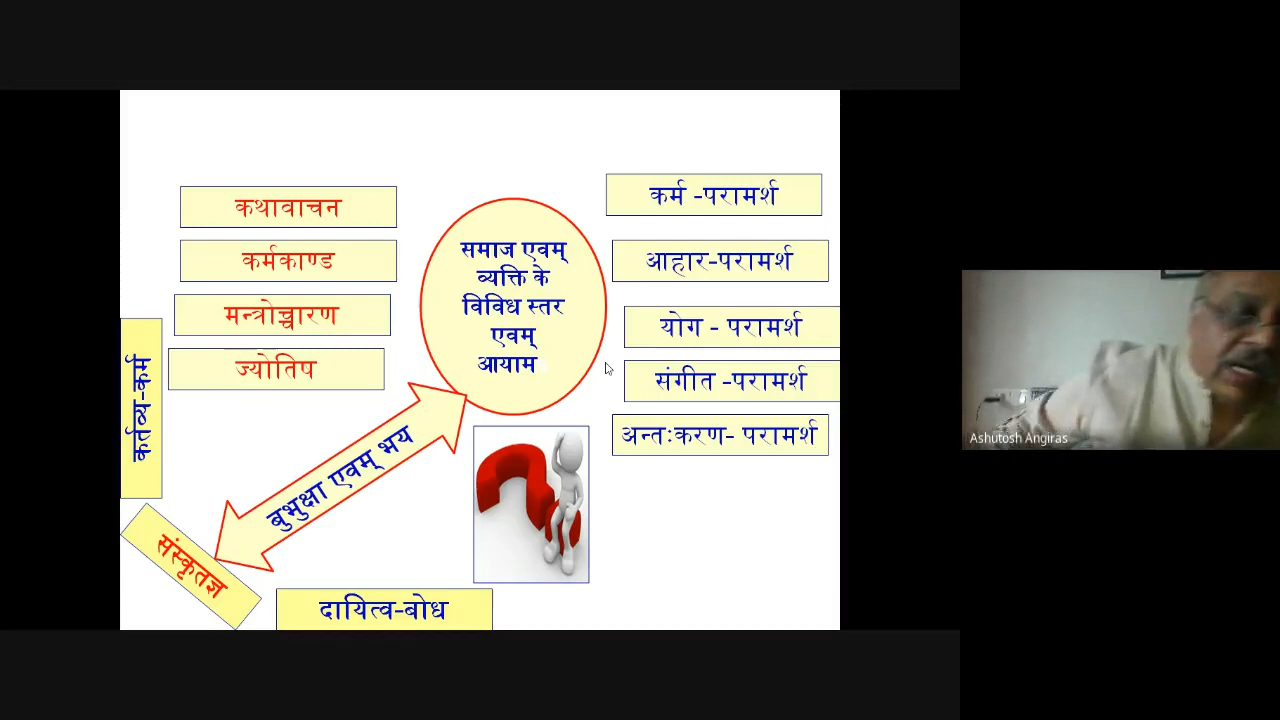 कथावाचन
कर्मकाण्ड
मन्त्रोच्चारण
ज्योतिष
समाज एवम्
व्यक्ति के
विविध स्तर
एवम्
आयाम
कर्म -परामर्श
आहार-परामर्श
योग - परामर्श
संगीत -परामर्श
अन्तःकरण- परामर्श
कर्तव्य-कर्म
बुभुक्षा एवम् भय
संस्कृतज्ञ
दायित्व-बोध
Ashutosh Angiras